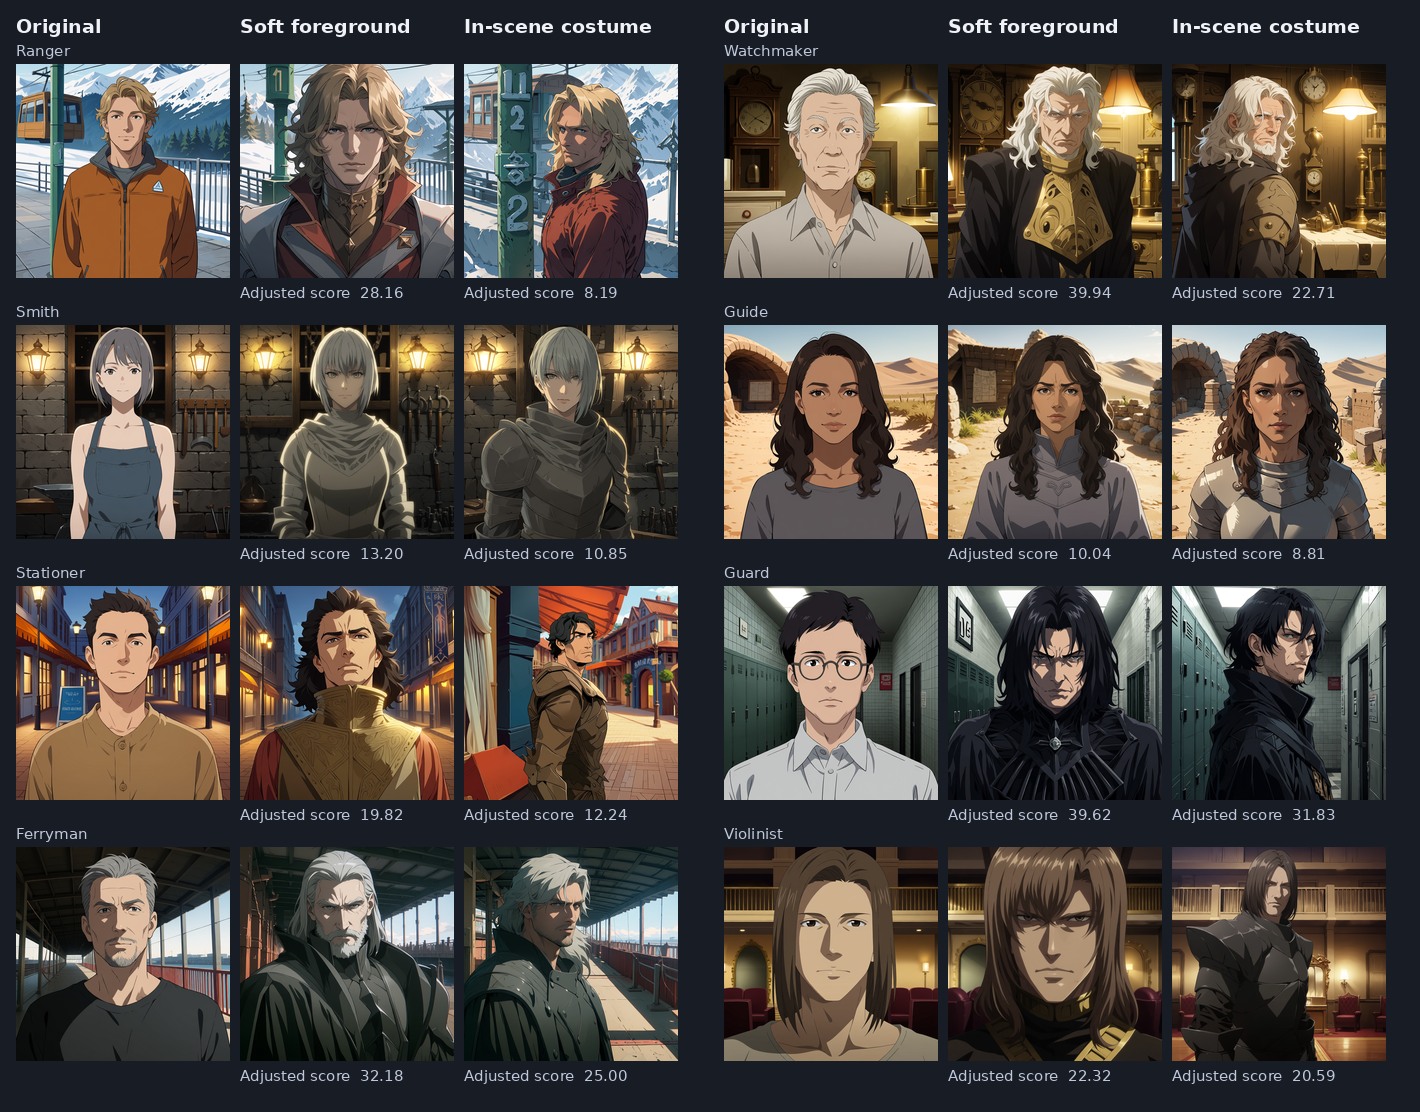 Original Soft foreground In-scene costume Original Soft foreground In-scene costume
Ranger
Adjusted score 28.16 Adjusted score 8.19
Smith
Adjusted score 13.20 Adjusted score 10.85
Stationer
Adjusted score 19.82 Adjusted score 12.24
Ferryman
Adjusted score 32.18 Adjusted score 25.00
Watchmaker
Adjusted score 39.94 Adjusted score 22.71
Guide
Adjusted score 10.04 Adjusted score 8.81
Guard
Adjusted score 39.62 Adjusted score 31.83
Violinist
Adjusted score 22.32 Adjusted score 20.59